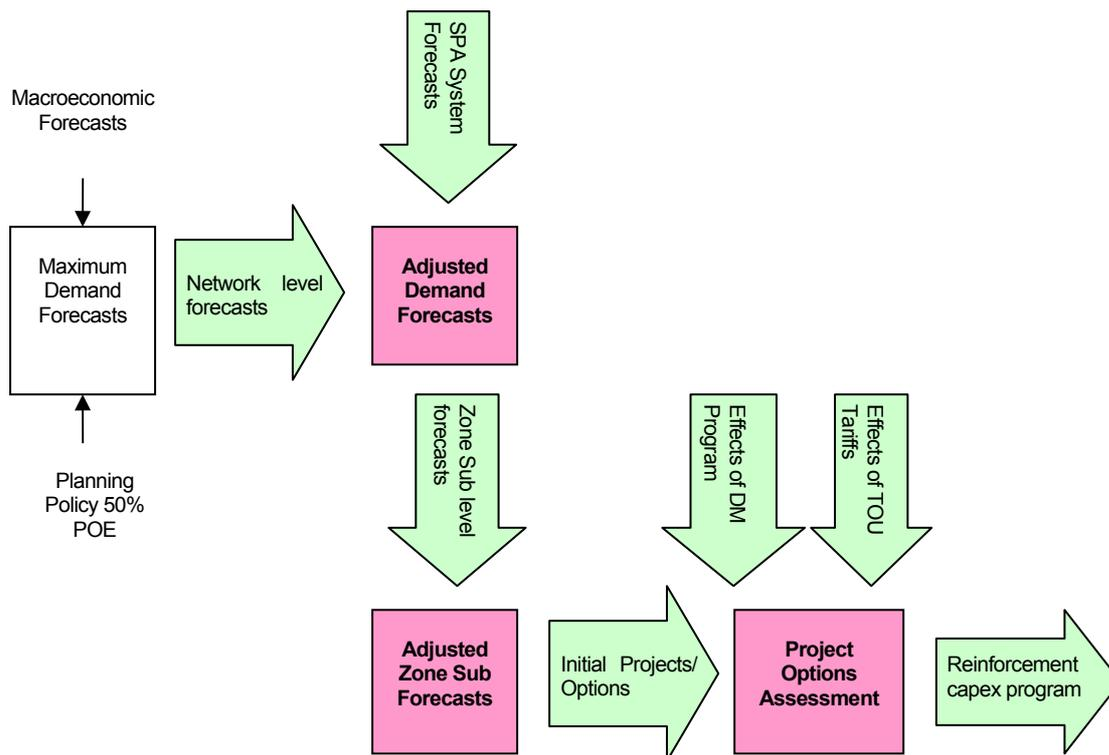 SPA System
Forecasts
Macroeconomic
Forecasts
Maximum
Demand
Forecasts
Network level
forecasts
Adjusted
Demand
Forecasts
Planning
Policy 50%
POE
Zone Sub level
forecasts
Effects of DM
Program
Effects of TOU
Tariffs
Adjusted
Zone Sub
Forecasts
Initial Projects/
Options
Project
Options
Assessment
Reinforcement
capex program